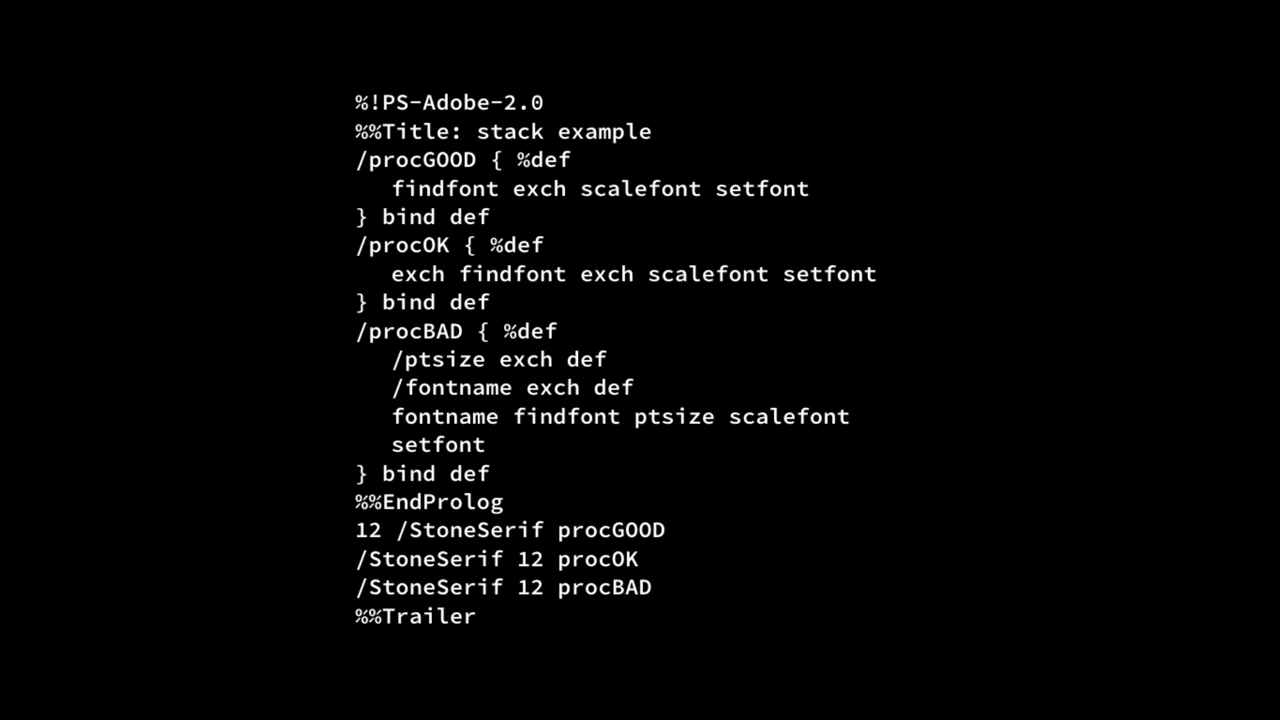 %!PS-Adobe-2.0
%%Title: stack example
/procGOOD { %def
findfont exch scalefont setfont
} bind def
/procOK { %def
exch findfont exch scalefont setfont
} bind def
/procBAD { %def
/ptsize exch def
/fontname exch def
fontname findfont ptsize scalefont
setfont
} bind def
%%EndProlog
12 /StoneSerif procGOOD
/StoneSerif 12 procOK
/StoneSerif 12 procBAD
%%Trailer